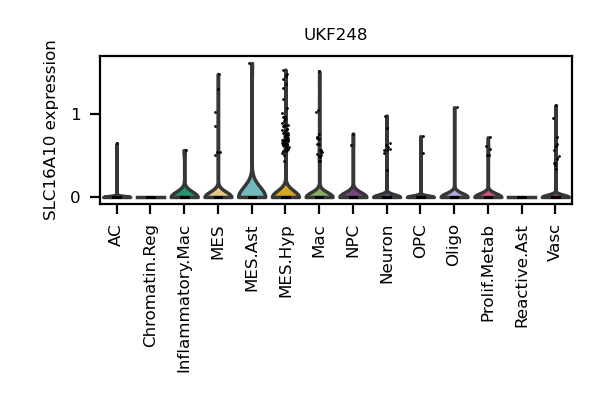 UKF248
SLC16A10 expression
1
0
AC
Chromatin.Reg
Inflammatory.Mac
MES
MES.Ast
MES.Hyp
Mac
NPC
Neuron
OPC
Oligo
Prolif.Metab
Reactive.Ast
Vasc